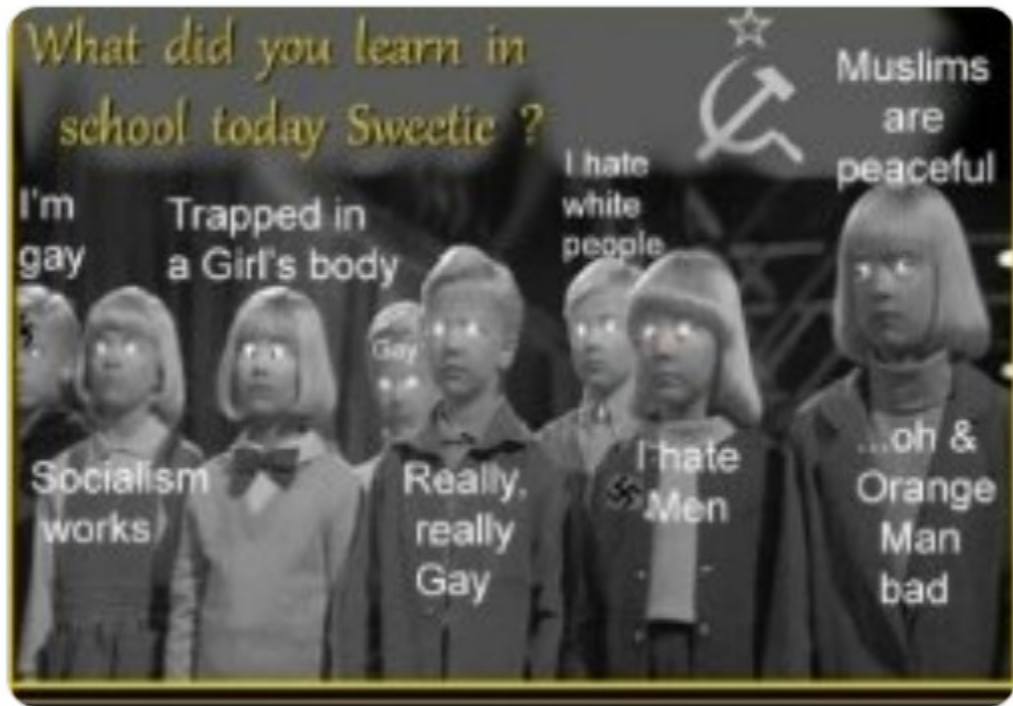 What did you learn in
school today Sweetie ?
Muslims
are
peaceful
I hate
white
people
I'm
gay
Trapped in
a Girl's body
Gay
Socialism
works
Really,
really
Gay
I hate
Men
...oh &
Orange
Man
bad